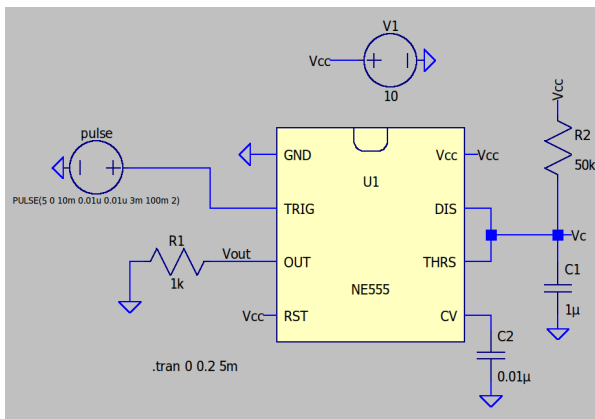 V1
Vcc
10
Vcc
pulse
R2
50k
GND
Vcc
Vcc
U1
PULSE(5 0 10m 0.01u 0.01u 3m 100m 2)
TRIG
DIS
R1
Vout
OUT
THRS
Vc
1k
C1
NE555
1µ
Vcc
RST
CV
C2
.tran 0 0.2 5m
0.01µ